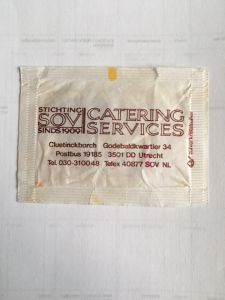 STICHTING
SOV
SINDS 1909
CATERING
SERVICES
Cluetinckborch Godebaldkwartier 34
Postbus 19185 3501 DD Utrecht
Tel. 030-310048 Telex 40877 SOV NL